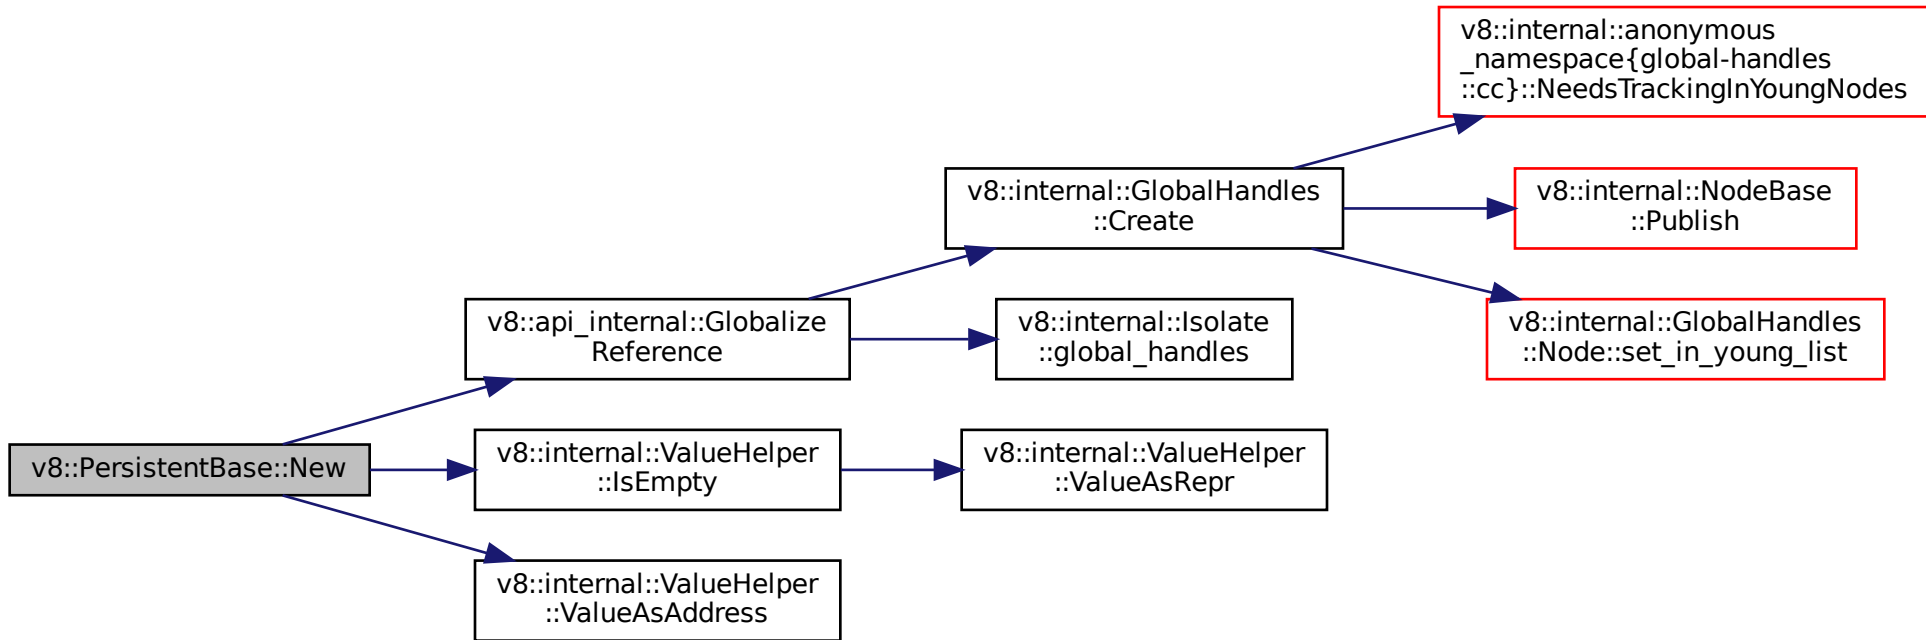 v8::internal::anonymous
_namespace{global-handles
::cc}::NeedsTrackingInYoungNodes
v8::internal::GlobalHandles
::Create
v8::internal::NodeBase
::Publish
v8::api_internal::Globalize
Reference
v8::internal::Isolate
::global_handles
v8::internal::GlobalHandles
::Node::set_in_young_list
v8::PersistentBase::New
v8::internal::ValueHelper
::IsEmpty
v8::internal::ValueHelper
::ValueAsRepr
v8::internal::ValueHelper
::ValueAsAddress